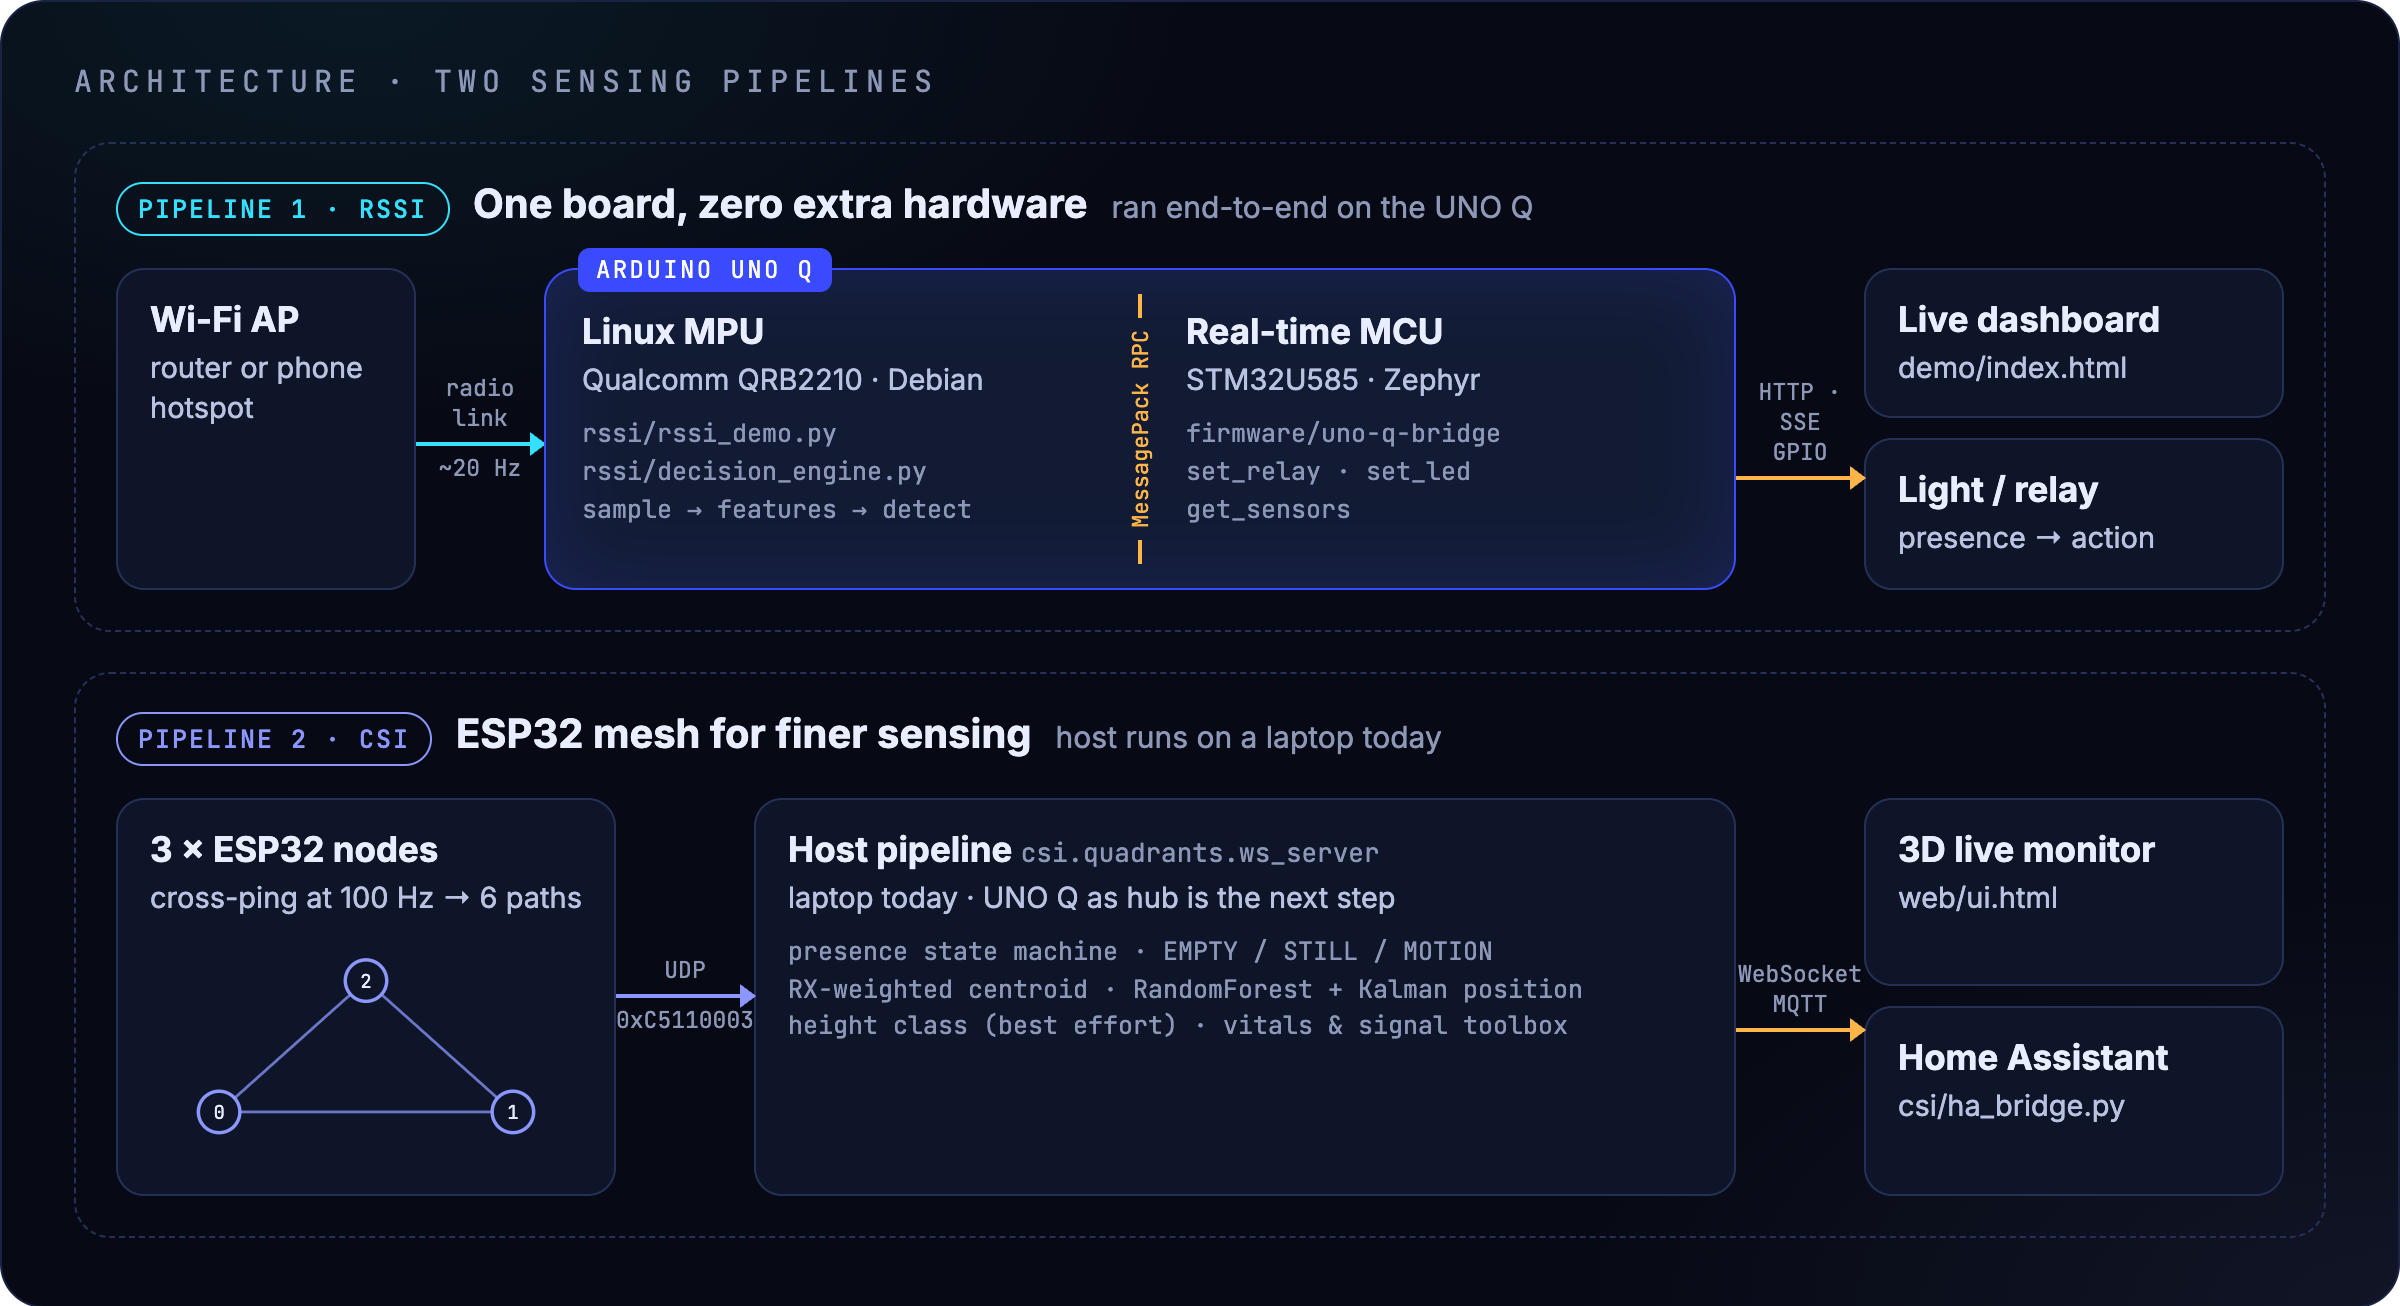 ARCHITECTURE · TWO SENSING PIPELINES
PIPELINE 1 · RSSI
One board, zero extra hardware
ran end-to-end on the UNO Q
Wi-Fi AP
router or phone
hotspot
radio
link
~20 Hz
ARDUINO UNO Q
Linux MPU
Qualcomm QRB2210 · Debian
rssi/rssi_demo.py
rssi/decision_engine.py
sample → features → detect
MessagePack RPC
Real-time MCU
STM32U585 · Zephyr
firmware/uno-q-bridge
set_relay · set_led
get_sensors
HTTP ·
SSE
GPIO
Live dashboard
demo/index.html
Light / relay
presence → action
PIPELINE 2 · CSI
ESP32 mesh for finer sensing
host runs on a laptop today
3 × ESP32 nodes
cross-ping at 100 Hz → 6 paths
2
0
1
UDP
0xC5110003
Host pipeline csi.quadrants.ws_server
laptop today · UNO Q as hub is the next step
presence state machine · EMPTY / STILL / MOTION
RX-weighted centroid · RandomForest + Kalman position
height class (best effort) · vitals & signal toolbox
WebSocket
MQTT
3D live monitor
web/ui.html
Home Assistant
csi/ha_bridge.py